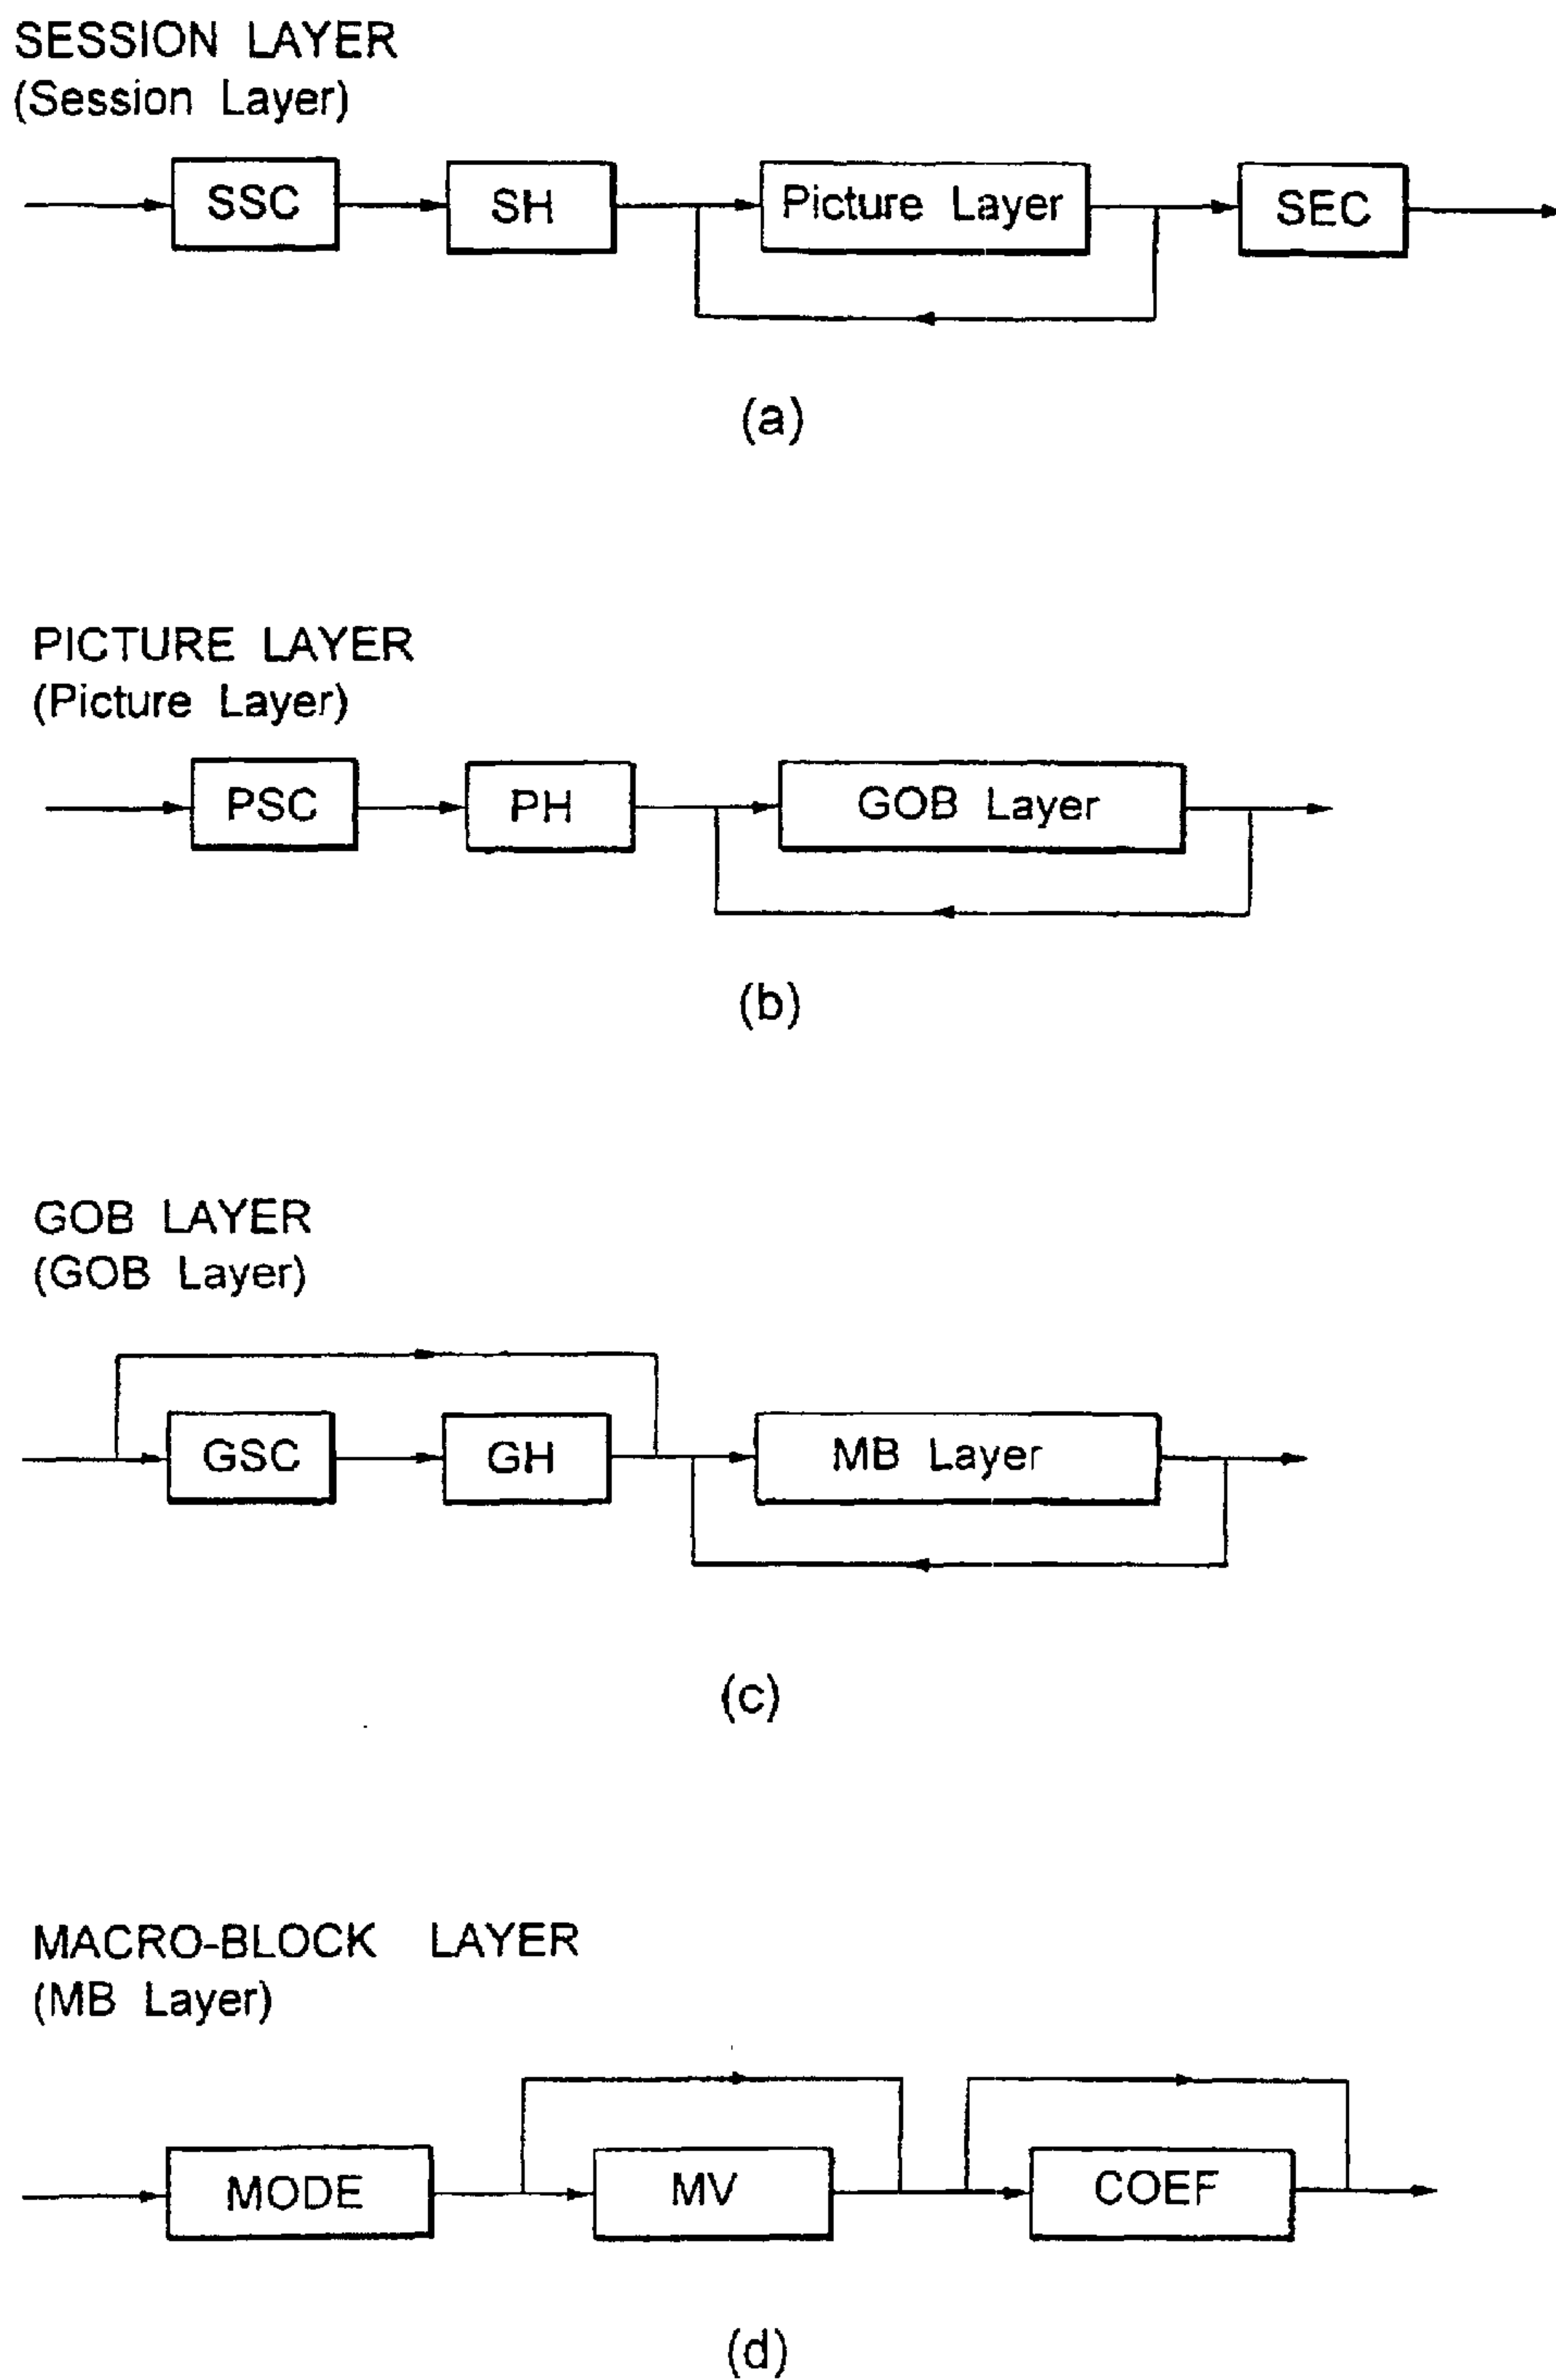 SESSION LAYER
(Session Layer)
SSC SH Picture Layer SEC
(a)
PICTURE LAYER
(Picture Layer)
PSC PH GOB Layer
(b)
GOB LAYER
(GOB Layer)
GSC GH MB Layer
(c)
MACRO-BLOCK LAYER
(MB Layer)
MODE MV COEF
(d)